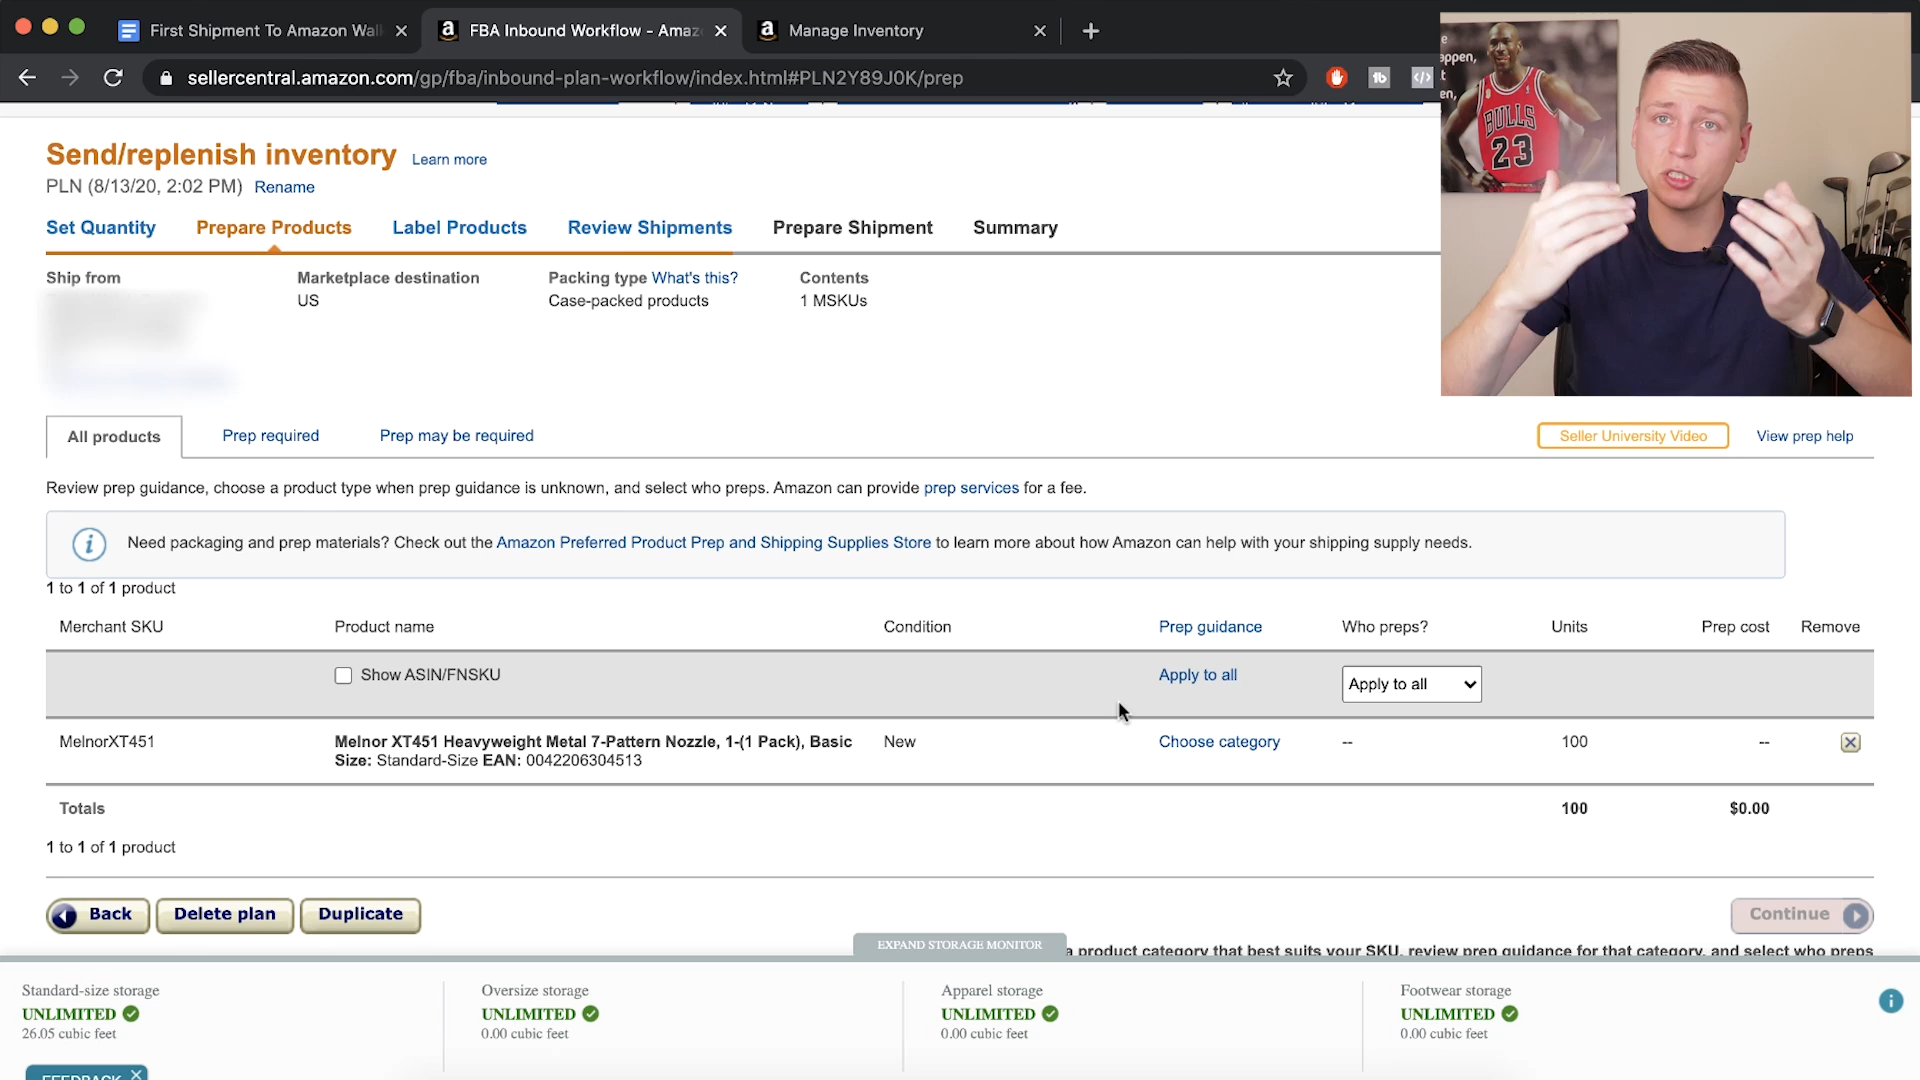 First Shipment To Amazon Wal
FBA Inbound Workflow - Amaz
Manage Inventory
sellercentral.amazon.com/gp/fba/inbound-plan-workflow/index.html#PLN2Y89J0K/prep
BULLS
23
Send/replenish inventory Learn more
PLN (8/13/20, 2:02 PM) Rename
Set Quantity Prepare Products Label Products Review Shipments Prepare Shipment Summary
Ship from Marketplace destination Packing type What's this? Contents
US Case-packed products 1 MSKUs
All products Prep required Prep may be required Seller University Video View prep help
Review prep guidance, choose a product type when prep guidance is unknown, and select who preps. Amazon can provide prep services for a fee.
Need packaging and prep materials? Check out the Amazon Preferred Product Prep and Shipping Supplies Store to learn more about how Amazon can help with your shipping supply needs.
1 to 1 of 1 product
Merchant SKU Product name Condition Prep guidance Who preps? Units Prep cost Remove
Show ASIN/FNSKU Apply to all Apply to all
MelnorXT451 Melnor XT451 Heavyweight Metal 7-Pattern Nozzle, 1-(1 Pack), Basic New Choose category -- 100 --
Size: Standard-Size EAN: 0042206304513
Totals 100 $0.00
1 to 1 of 1 product
Back Delete plan Duplicate Continue
EXPAND STORAGE MONITOR
a product category that best suits your SKU, review prep guidance for that category, and select who preps
Standard-size storage Oversize storage Apparel storage Footwear storage
UNLIMITED UNLIMITED UNLIMITED UNLIMITED
26.05 cubic feet 0.00 cubic feet 0.00 cubic feet 0.00 cubic feet
FEEDBACK